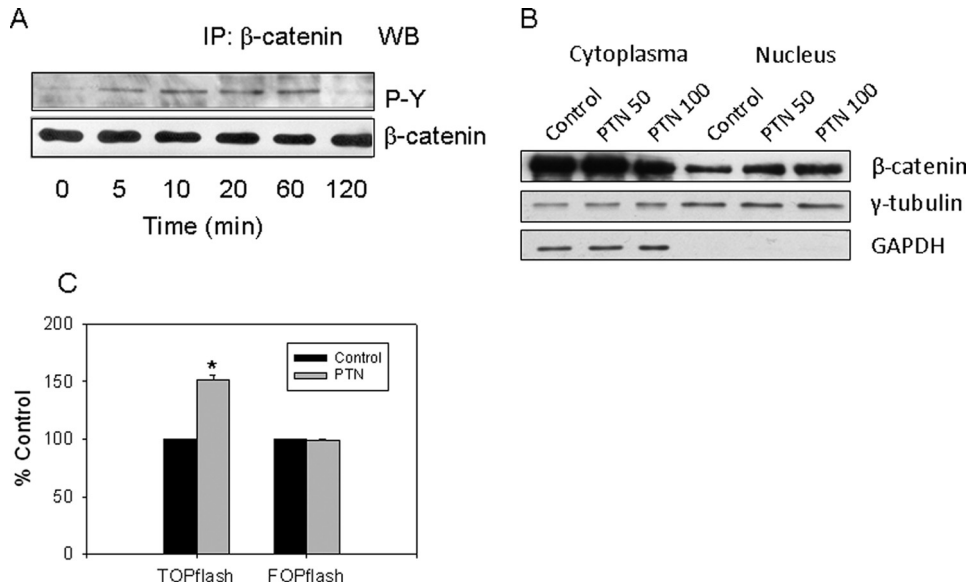 A
IP: β-catenin WB
P-Y
β-catenin
0 5 10 20 60 120
Time (min)
B
Cytoplasma Nucleus
Control PTN 50 PTN 100 Control PTN 50 PTN 100
β-catenin
γ-tubulin
GAPDH
C
200
150
100
50
0
% Control
*
Control
PTN
TOPflash FOPflash